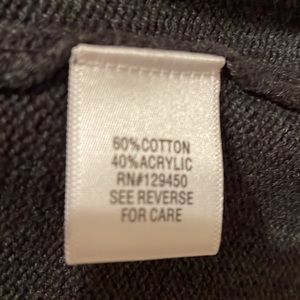 60%COTTON
40%ACRYLIC
RN#129450
SEE REVERSE
FOR CARE